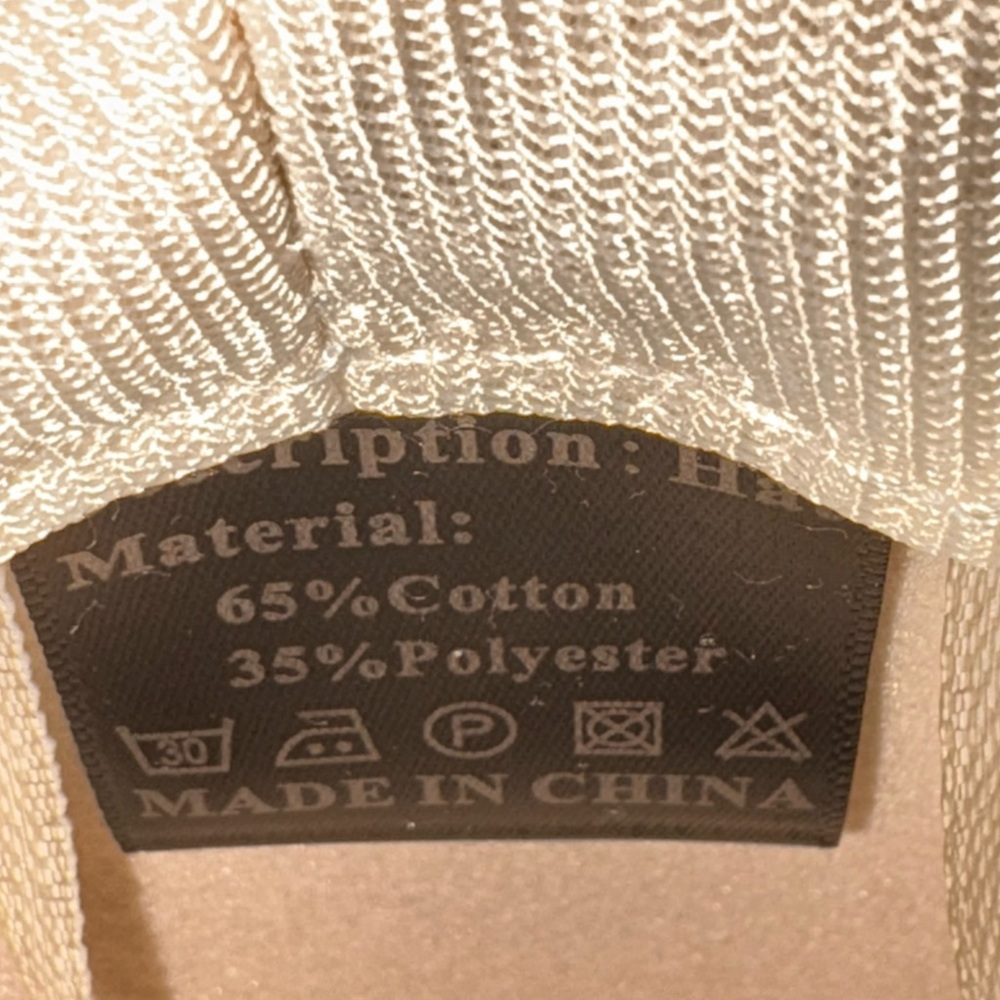 cription: Ha
Material:
65%Cotton
35%Polyester
30 P
MADE IN CHINA